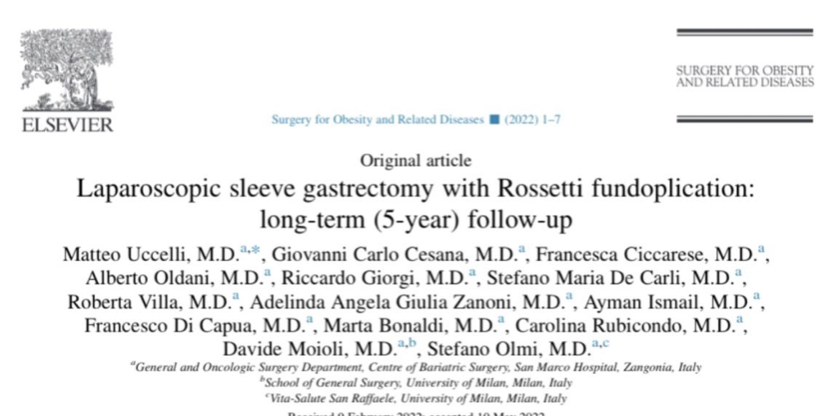 ELSEVIER
SURGERY FOR OBESITY
AND RELATED DISEASES
Surgery for Obesity and Related Diseases ■ (2022) 1–7
Original article
Laparoscopic sleeve gastrectomy with Rossetti fundoplication:
long-term (5-year) follow-up
Matteo Uccelli, M.D.a,*, Giovanni Carlo Cesana, M.D.a, Francesca Ciccarese, M.D.a,
Alberto Oldani, M.D.a, Riccardo Giorgi, M.D.a, Stefano Maria De Carli, M.D.a,
Roberta Villa, M.D.a, Adelinda Angela Giulia Zanoni, M.D.a, Ayman Ismail, M.D.a,
Francesco Di Capua, M.D.a, Marta Bonaldi, M.D.a, Carolina Rubicondo, M.D.a,
Davide Moioli, M.D.a,b, Stefano Olmi, M.D.a,c
aGeneral and Oncologic Surgery Department, Centre of Bariatric Surgery, San Marco Hospital, Zangonia, Italy
bSchool of General Surgery, University of Milan, Milan, Italy
cVita-Salute San Raffaele, University of Milan, Milan, Italy